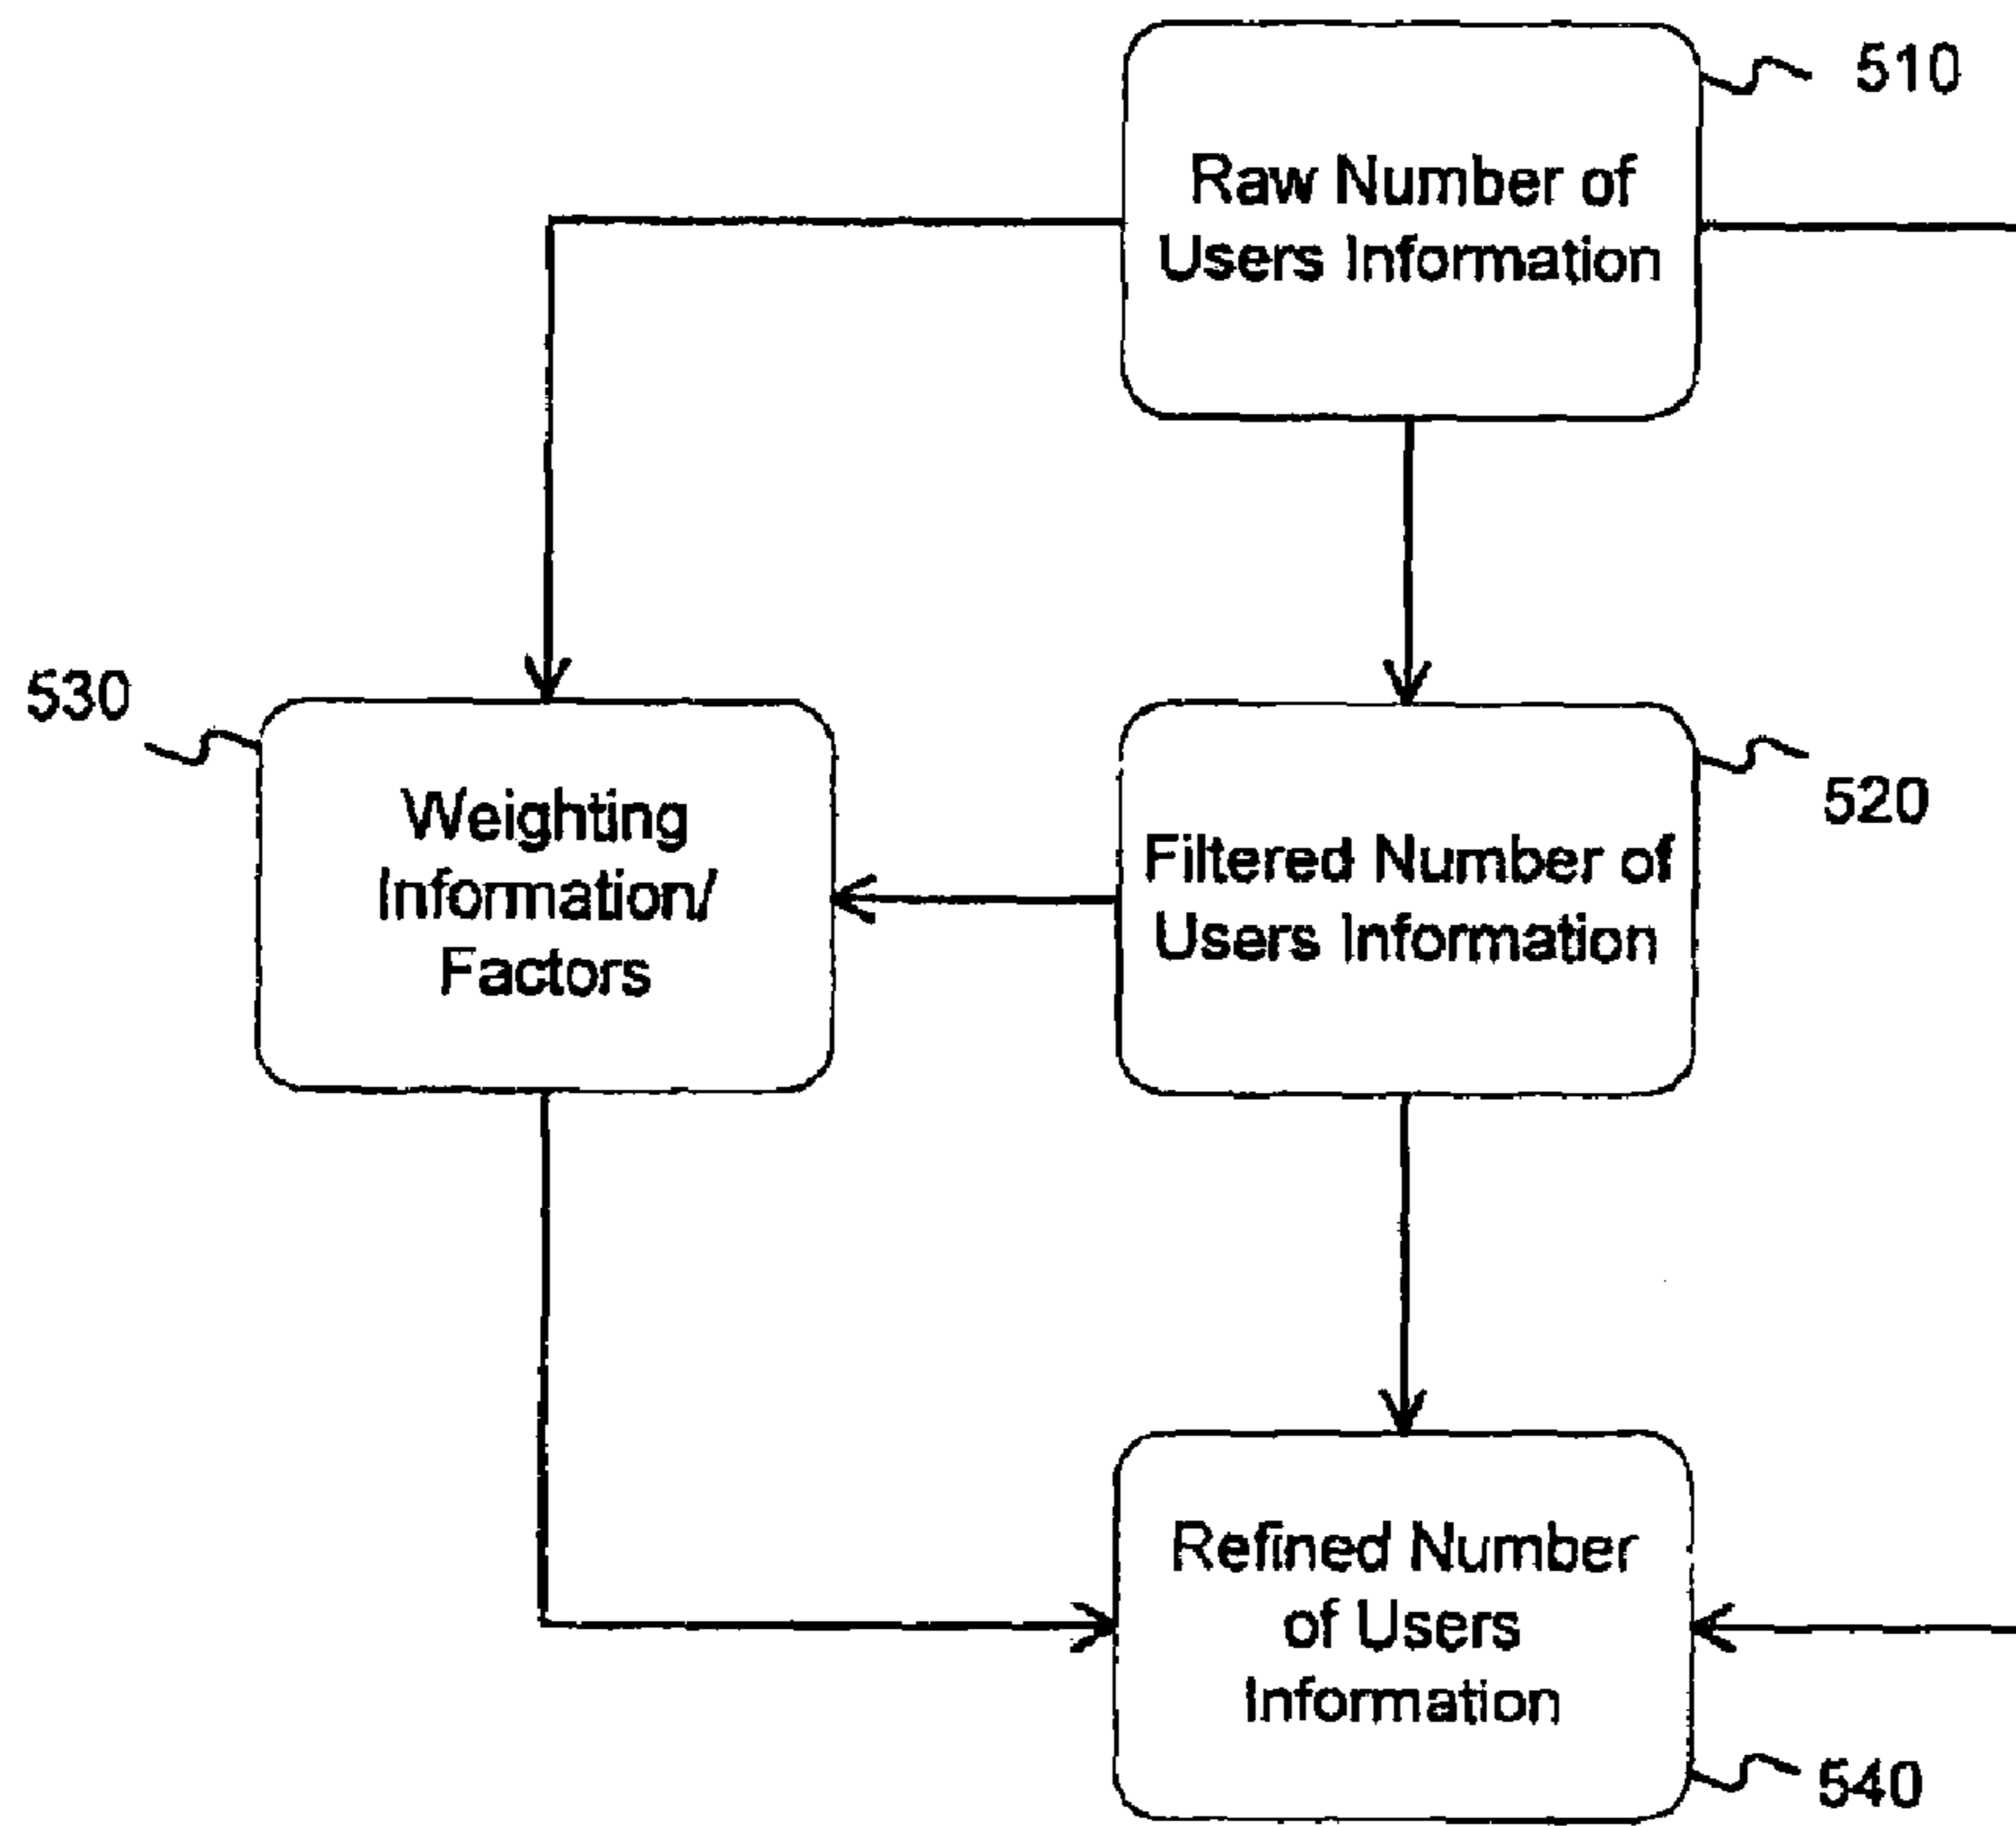 510
Raw Number of
Users Information
530
Weighting
Information/
Factors
520
Filtered Number of
Users Information
Refined Number
of Users
Information
540